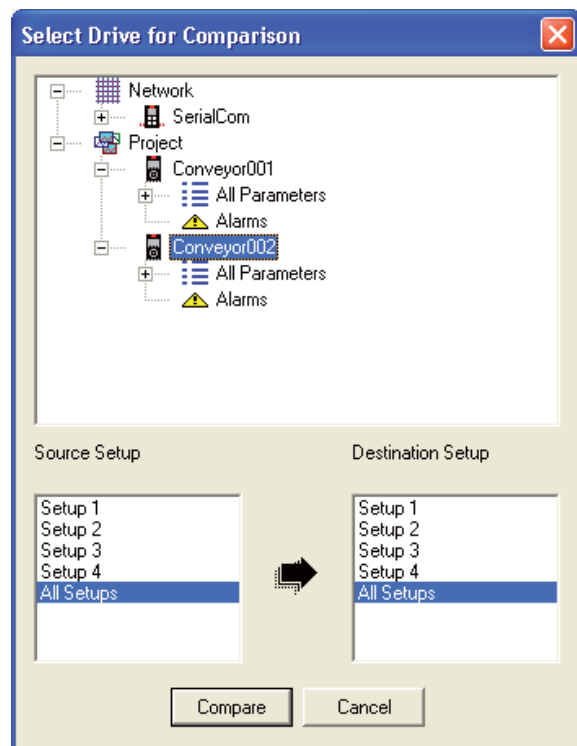 Select Drive for Comparison
Network
SerialCom
Project
Conveyor001
All Parameters
Alarms
Conveyor002
All Parameters
Alarms
Source Setup
Destination Setup
Setup 1
Setup 2
Setup 3
Setup 4
All Setups
Setup 1
Setup 2
Setup 3
Setup 4
All Setups
Compare
Cancel